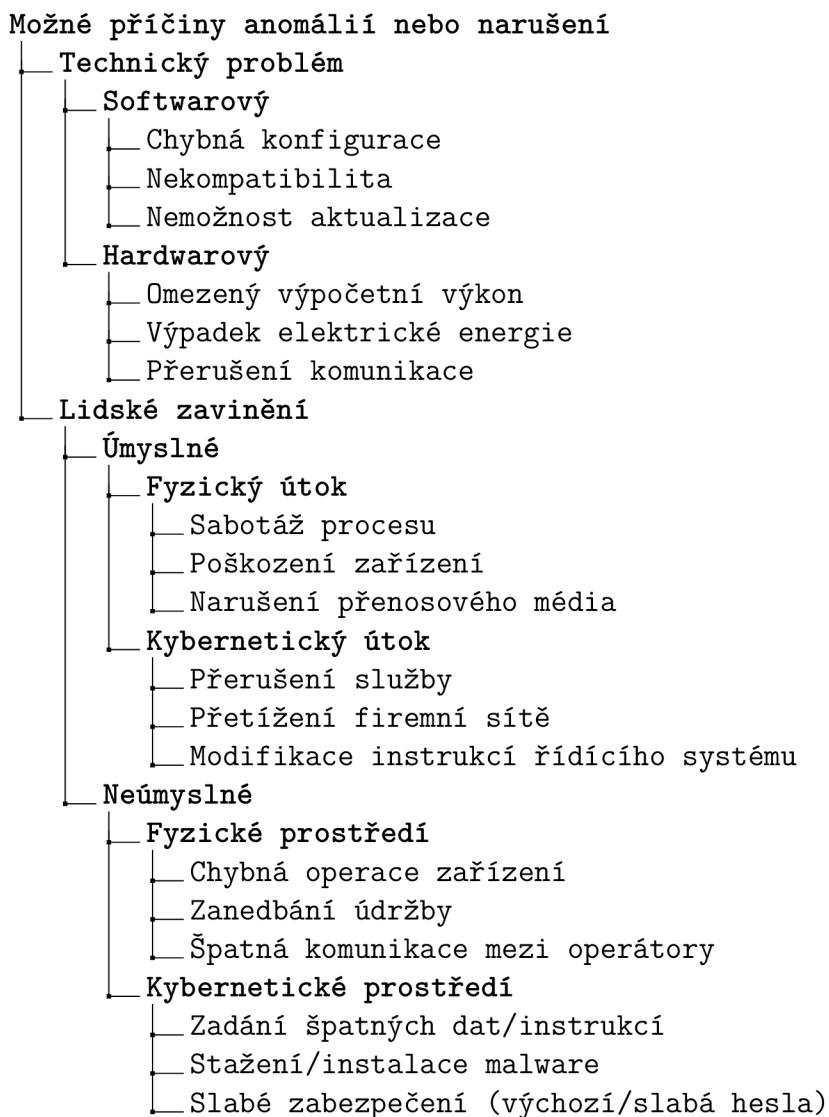 Možné příčiny anomálií nebo narušení
Technický problém
Softwarový
Chybná konfigurace
Nekompatibilita
Nemožnost aktualizace
Hardwarový
Omezený výpočetní výkon
Výpadek elektrické energie
Přerušení komunikace
Lidské zavinění
Úmyslné
Fyzický útok
Sabotáž procesu
Poškození zařízení
Narušení přenosového média
Kybernetický útok
Přerušení služby
Přetížení firemní sítě
Modifikace instrukcí řídícího systému
Neúmyslné
Fyzické prostředí
Chybná operace zařízení
Zanedbání údržby
Špatná komunikace mezi operátory
Kybernetické prostředí
Zadání špatných dat/instrukcí
Stažení/instalace malware
Slabé zabezpečení (výchozí/slabá hesla)